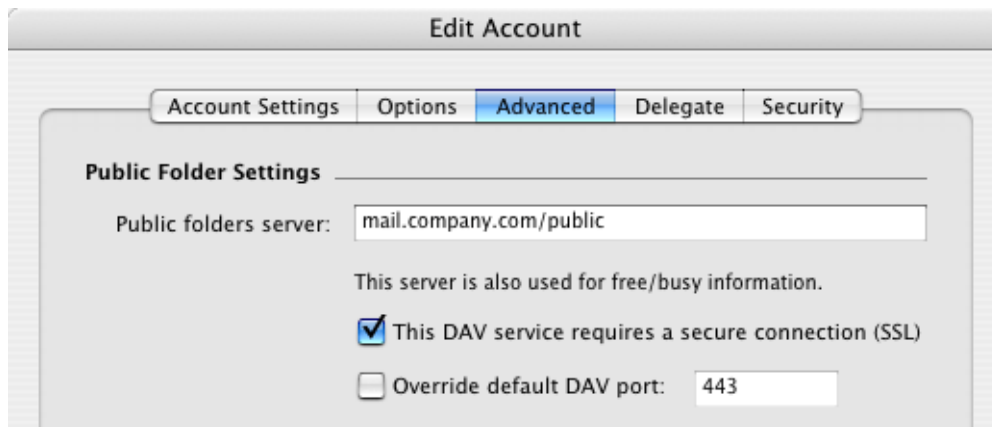 Edit Account
Account Settings Options Advanced Delegate Security
Public Folder Settings
Public folders server: mail.company.com/public
This server is also used for free/busy information.
This DAV service requires a secure connection (SSL)
Override default DAV port: 443